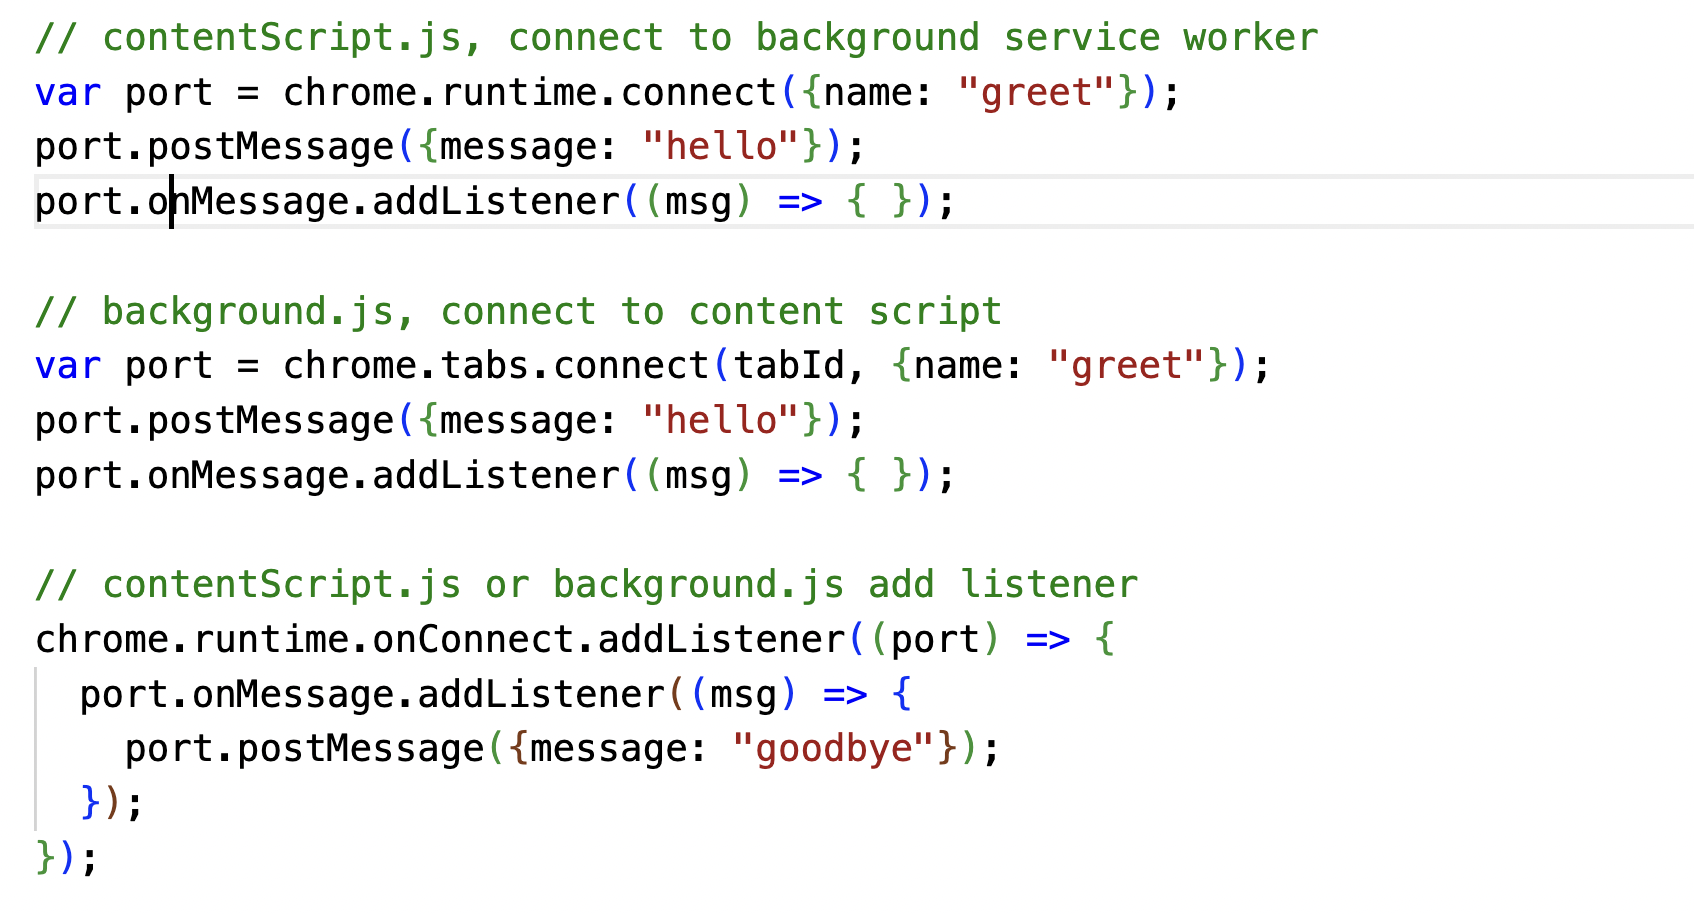 // contentScript.js, connect to background service worker
var port = chrome.runtime.connect({name: "greet"});
port.postMessage({message: "hello"});
port.onMessage.addListener((msg) => { });

// background.js, connect to content script
var port = chrome.tabs.connect(tabId, {name: "greet"});
port.postMessage({message: "hello"});
port.onMessage.addListener((msg) => { });

// contentScript.js or background.js add listener
chrome.runtime.onConnect.addListener((port) => {
  port.onMessage.addListener((msg) => {
    port.postMessage({message: "goodbye"});
  });
});